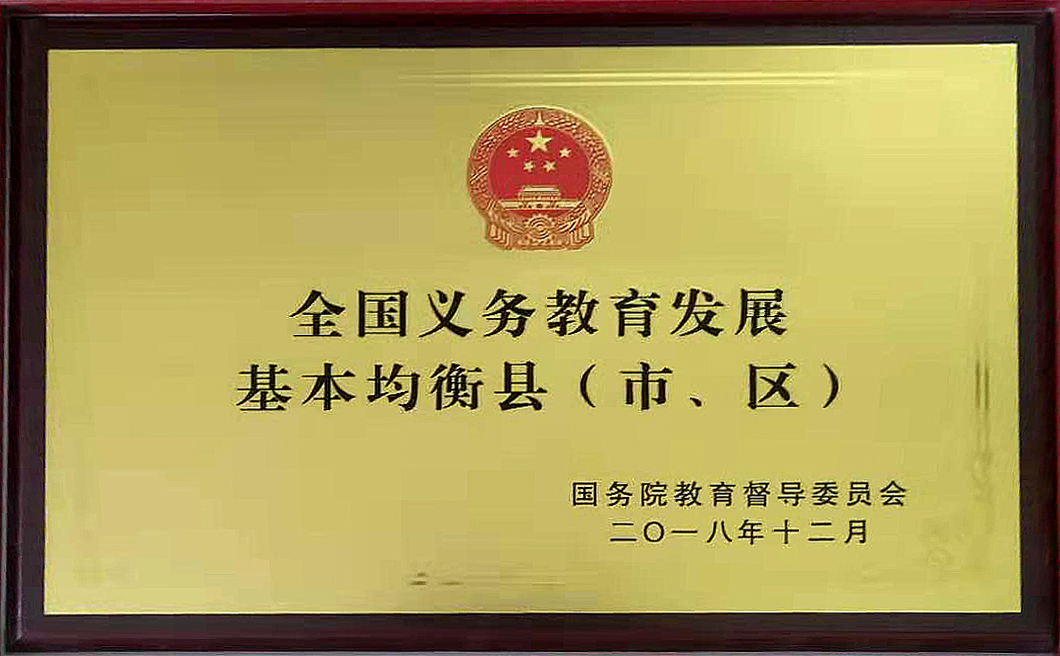 全国义务教育发展
基本均衡县（市、区）
国务院教育督导委员会
二〇一八年十二月